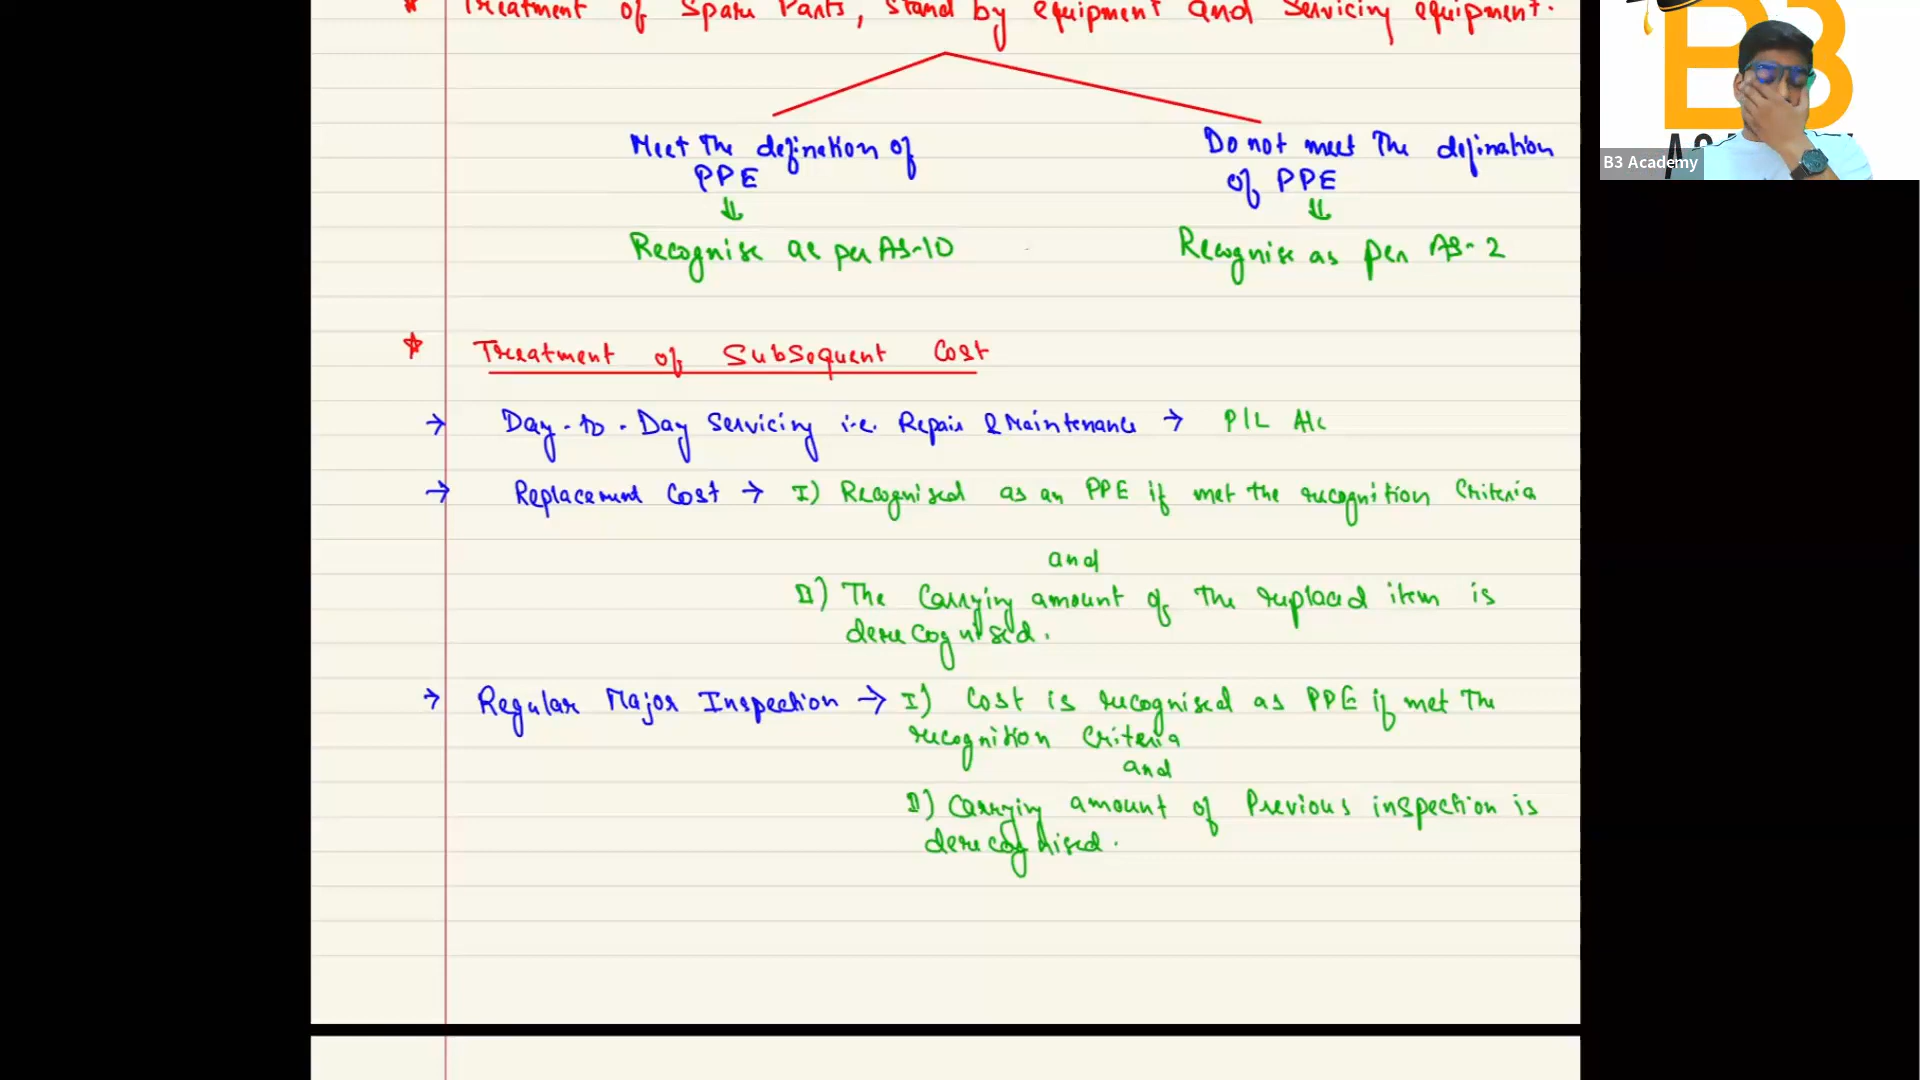 * Treatment of Spare Parts, Stand by equipment and Servicing equipment.
Meet The defination of
PPE
Do not meet The defination
of PPE
Recognise as per AS-10
Recognise as per AS-2
* Treatment of Subsequent Cost
→ Day-to-Day Servicing i.e. Repair & Maintenance → P/L A/c
→ Replacement Cost → I) Recognised as an PPE if met the recognition Criteria
and
II) The Carrying amount of The replaced item is
derecognised.
→ Regular Major Inspection → I) Cost is recognised as PPE if met The
recognition Criteria
and
II) Carrying amount of Previous inspection is
derecognised.
B3
B3 Academy